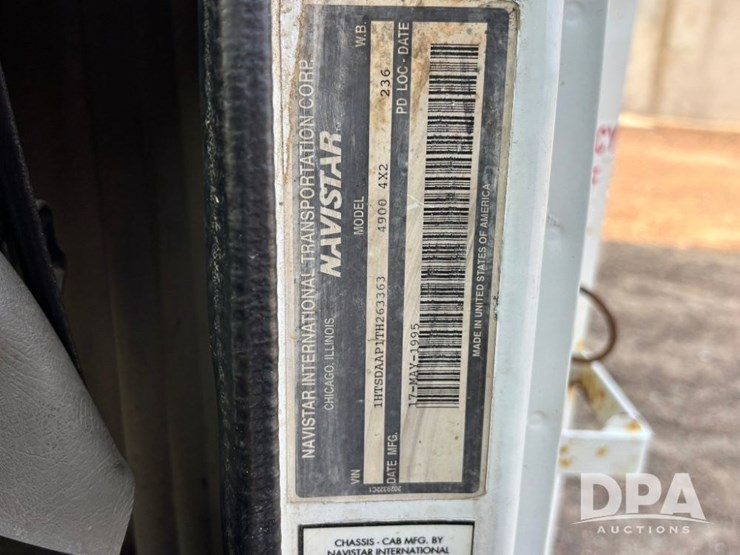 NAVISTAR INTERNATIONAL TRANSPORTATION CORP.
CHICAGO, ILLINOIS
NAVISTAR
VIN MODEL W.B.
1HTSDAAP1TH263363 4900 4X2 236
DATE MFG. PD LOC - DATE
17-MAY-1995
MADE IN UNITED STATES OF AMERICA
CHASSIS - CAB MFG. BY
NAVISTAR INTERNATIONAL
DPA
AUCTIONS